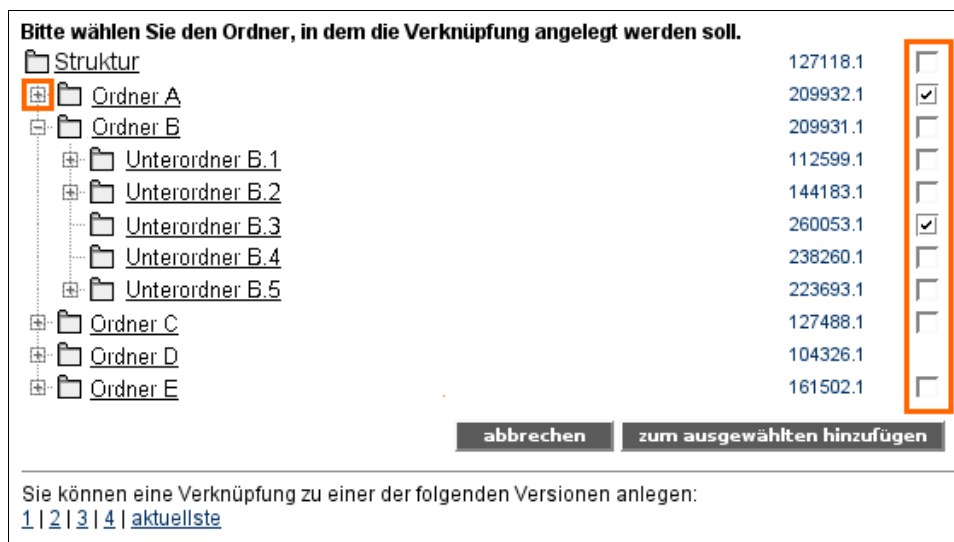 Bitte wählen Sie den Ordner, in dem die Verknüpfung angelegt werden soll.
Struktur 127118.1
Ordner A 209932.1
Ordner B 209931.1
Unterordner B.1 112599.1
Unterordner B.2 144183.1
Unterordner B.3 260053.1
Unterordner B.4 238260.1
Unterordner B.5 223693.1
Ordner C 127488.1
Ordner D 104326.1
Ordner E 161502.1
abbrechen zum ausgewählten hinzufügen
Sie können eine Verknüpfung zu einer der folgenden Versionen anlegen:
1 | 2 | 3 | 4 | aktuellste